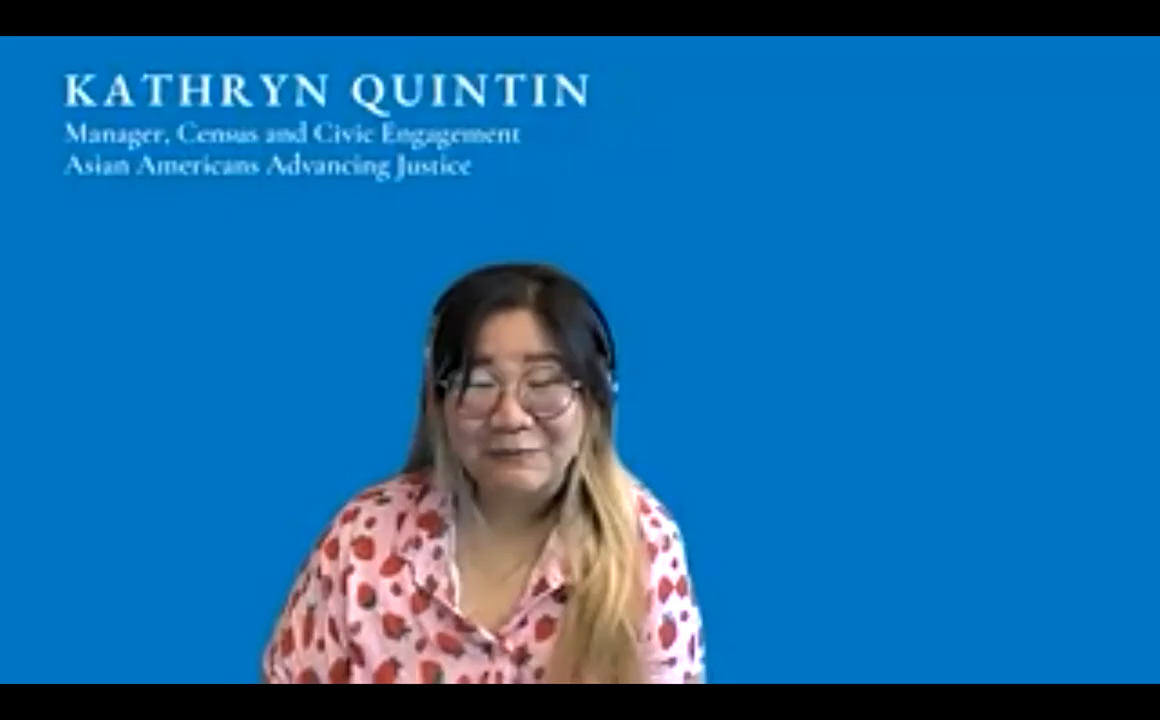 KATHRYN QUINTIN
Manager, Census and Civic Engagement
Asian Americans Advancing Justice